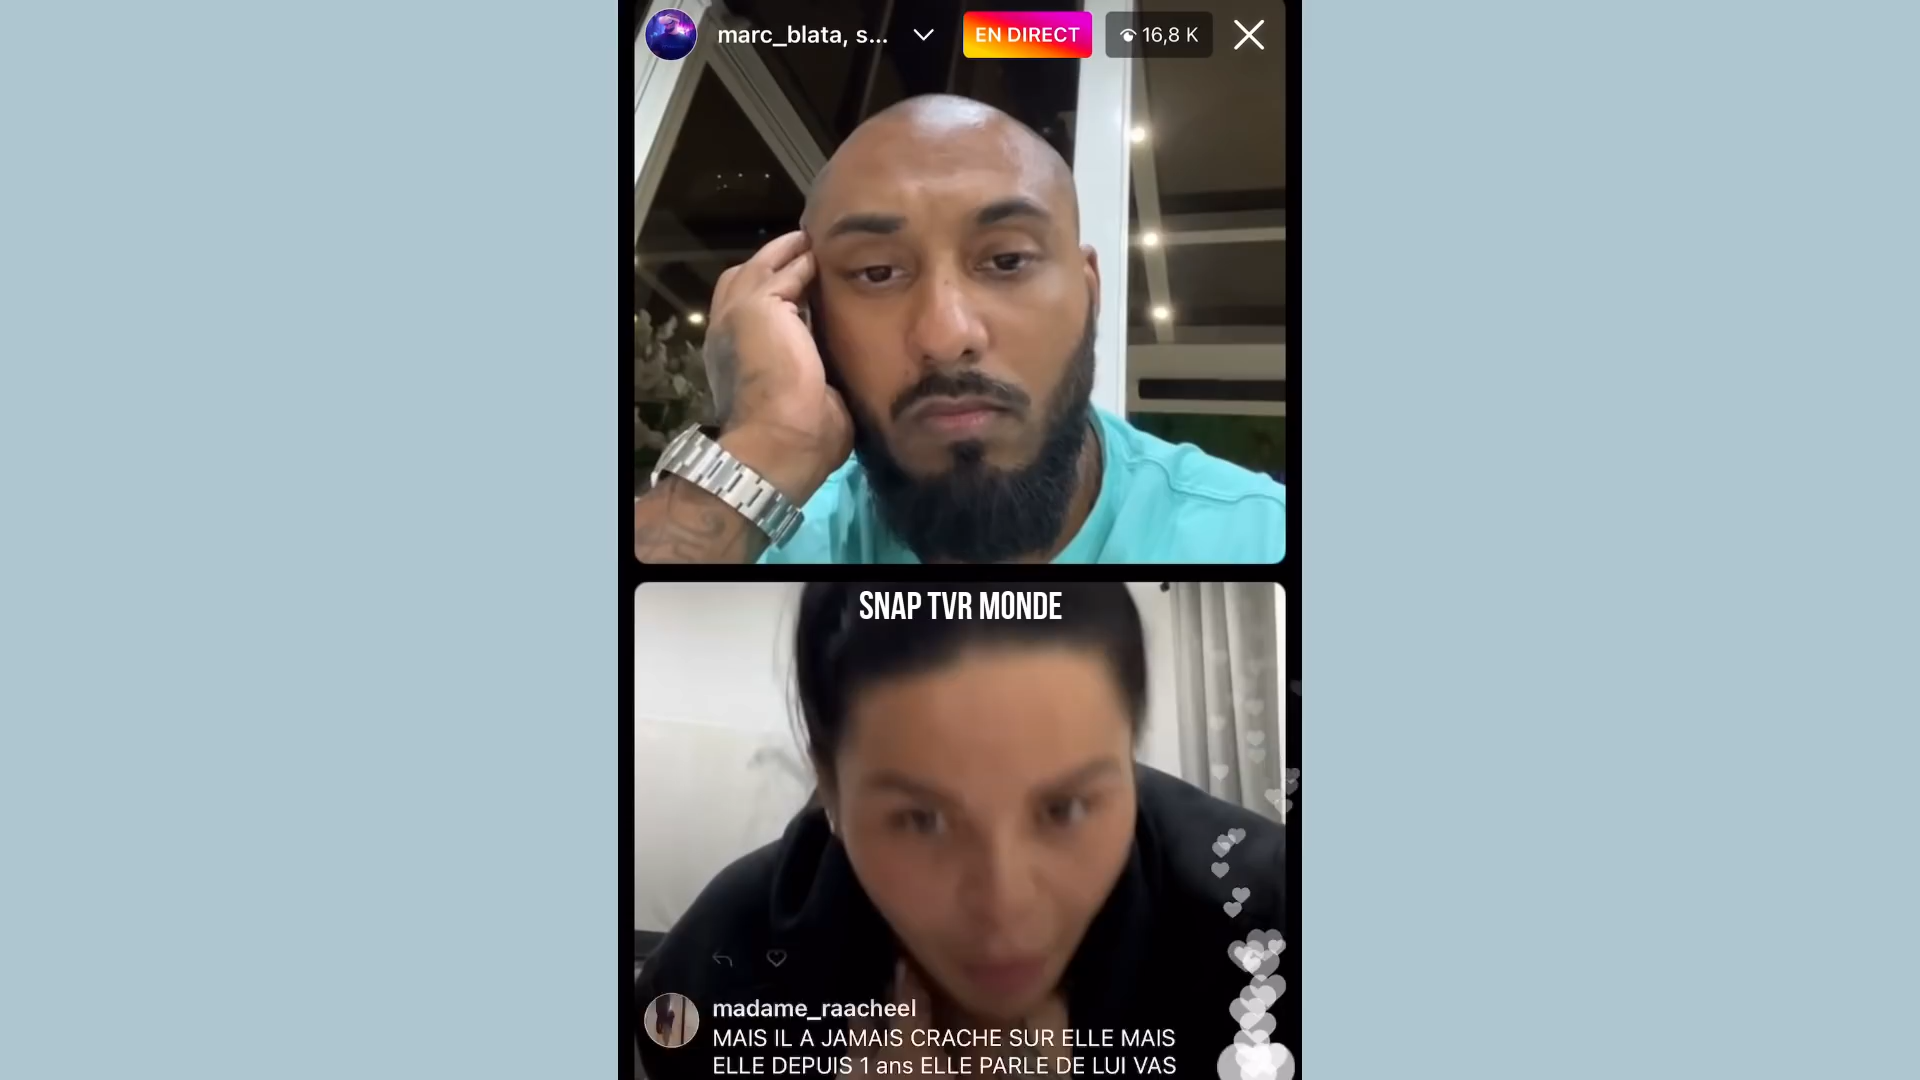 marc_blata, s...
EN DIRECT
16,8 K
SNAP TVR MONDE
madame_raacheel
MAIS IL A JAMAIS CRACHE SUR ELLE MAIS
ELLE DEPUIS 1 ans ELLE PARLE DE LUI VAS